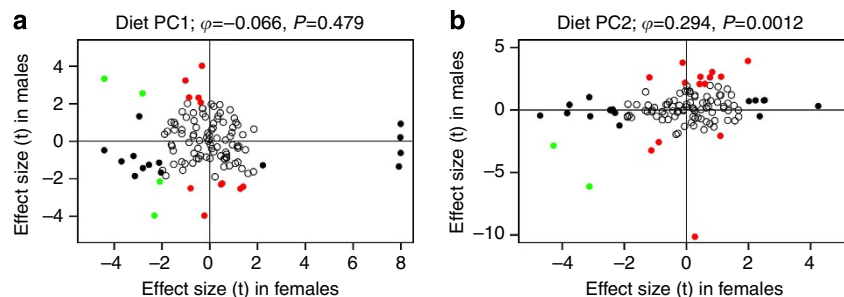 a
Diet PC1; φ=−0.066, P=0.479
Effect size (t) in males
4
2
0
−2
−4
−4 −2 0 2 4 6 8
Effect size (t) in females
b
Diet PC2; φ=0.294, P=0.0012
Effect size (t) in males
5
0
−5
−10
−4 −2 0 2 4
Effect size (t) in females